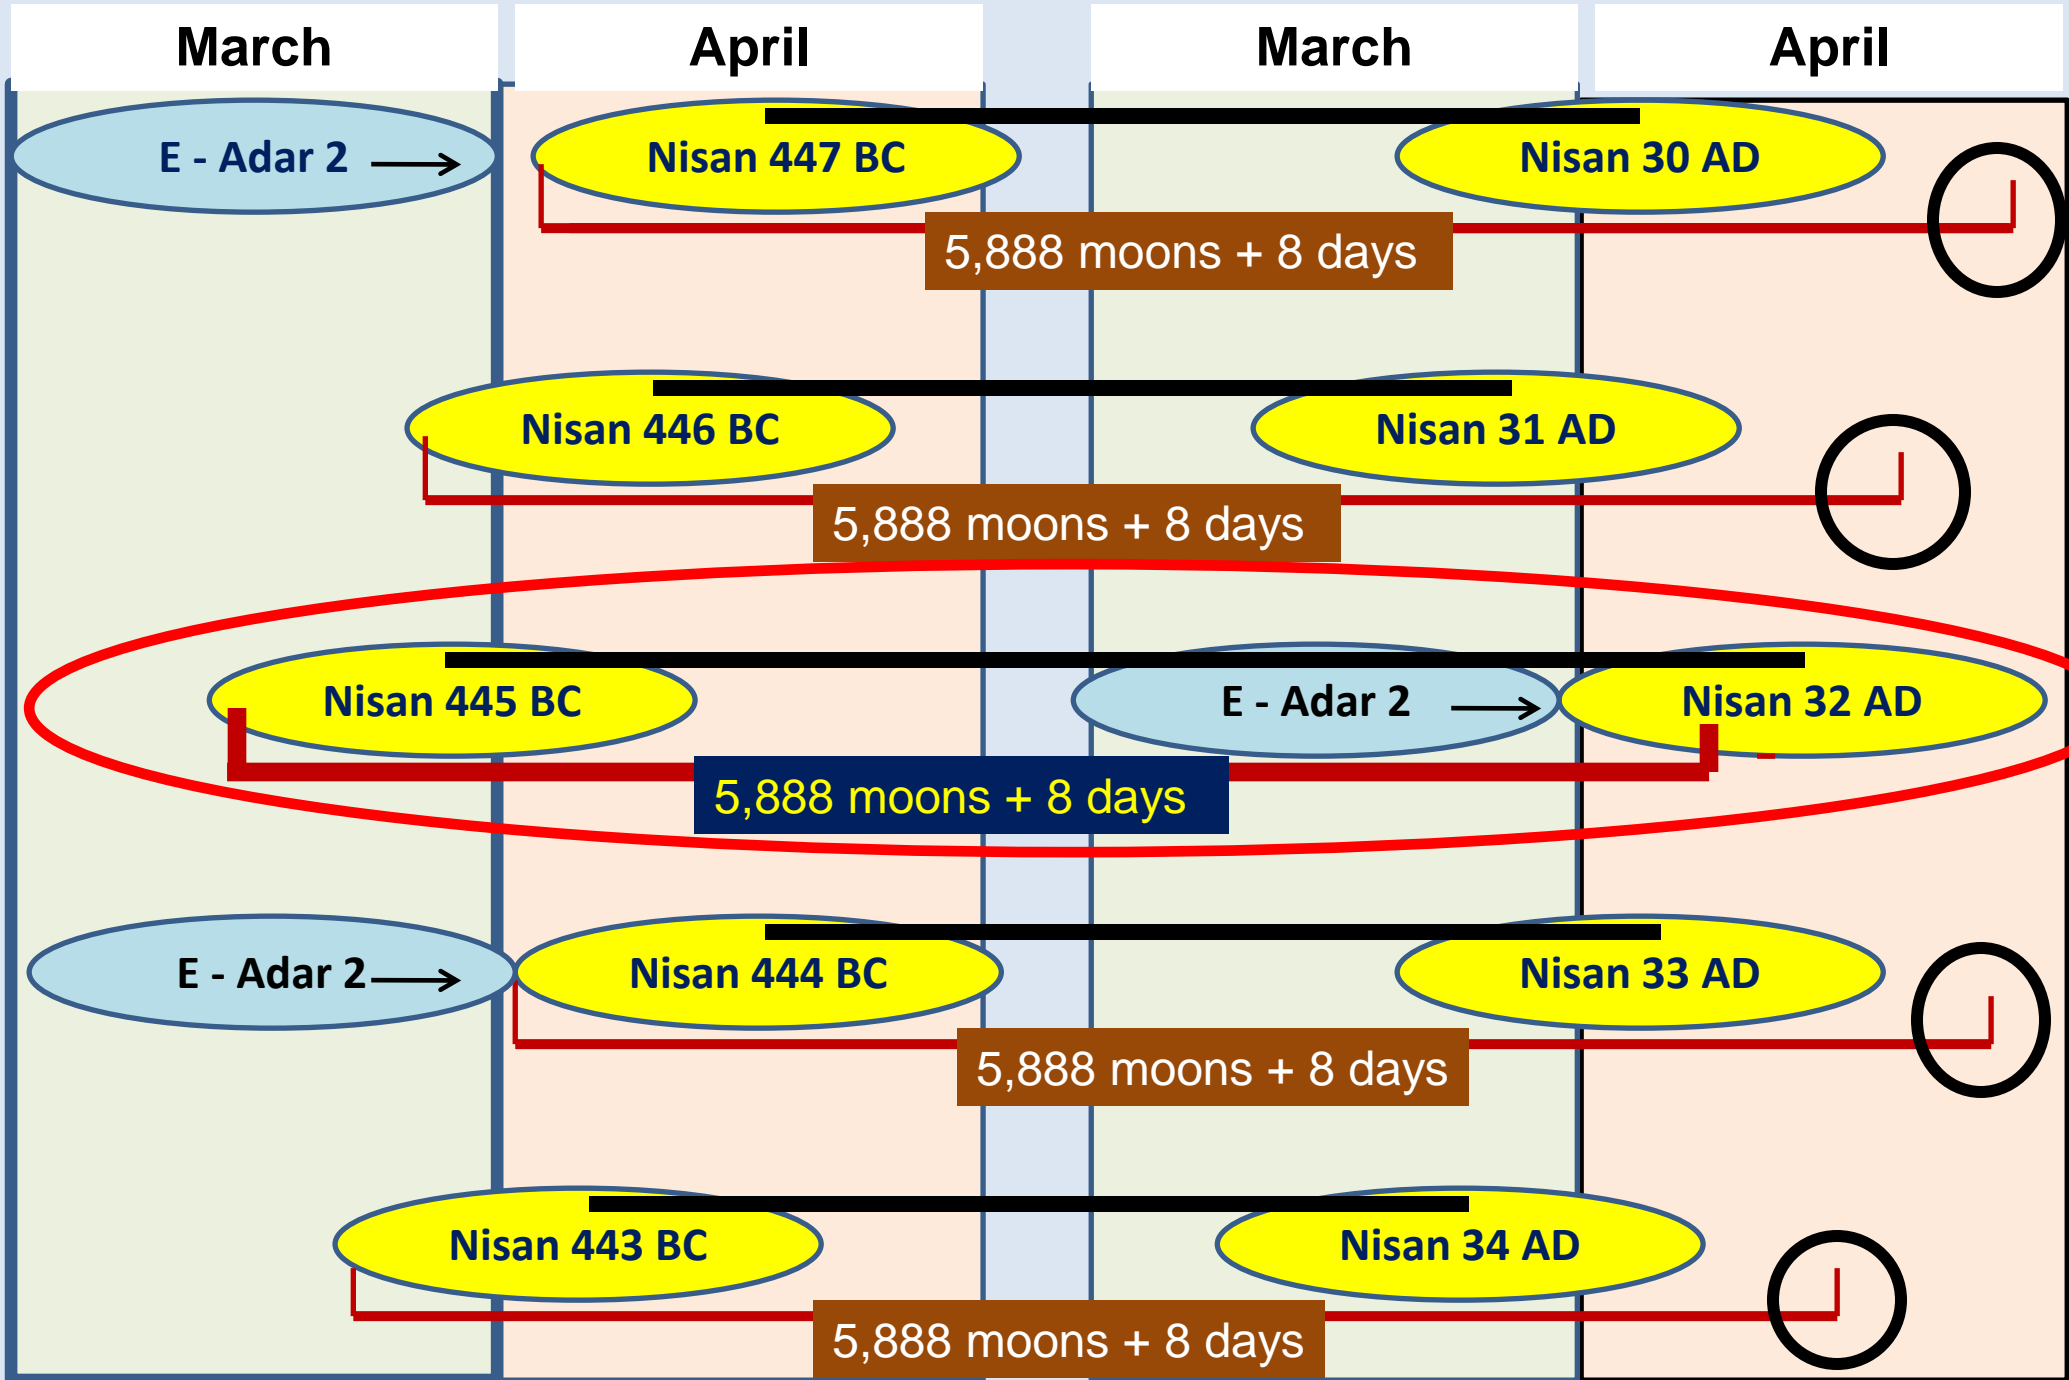 March
April
March
April
E - Adar 2
Nisan 447 BC
Nisan 30 AD
5,888 moons + 8 days
Nisan 446 BC
Nisan 31 AD
5,888 moons + 8 days
Nisan 445 BC
E - Adar 2
Nisan 32 AD
5,888 moons + 8 days
E - Adar 2
Nisan 444 BC
Nisan 33 AD
5,888 moons + 8 days
Nisan 443 BC
Nisan 34 AD
5,888 moons + 8 days